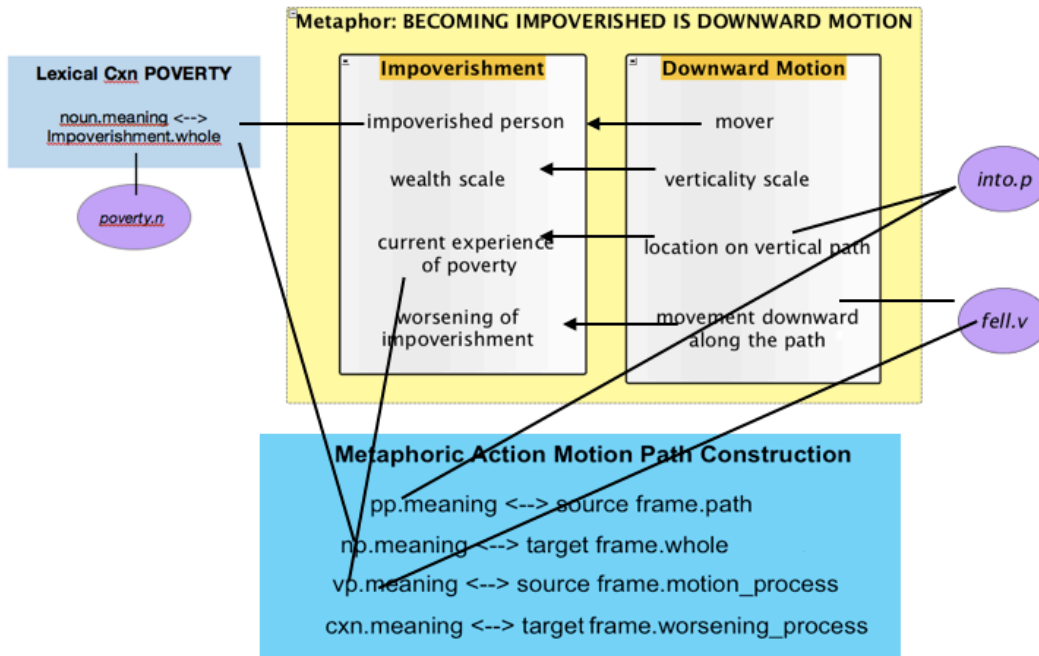 Metaphor: BECOMING IMPOVERISHED IS DOWNWARD MOTION
Lexical Cxn POVERTY
noun.meaning <-->
Impoverishment.whole
poverty.n
Impoverishment
impoverished person
wealth scale
current experience
of poverty
worsening of
impoverishment
Downward Motion
mover
verticality scale
location on vertical path
movement downward
along the path
into.p
fell.v
Metaphoric Action Motion Path Construction
pp.meaning <--> source frame.path
np.meaning <--> target frame.whole
vp.meaning <--> source frame.motion_process
cxn.meaning <--> target frame.worsening_process